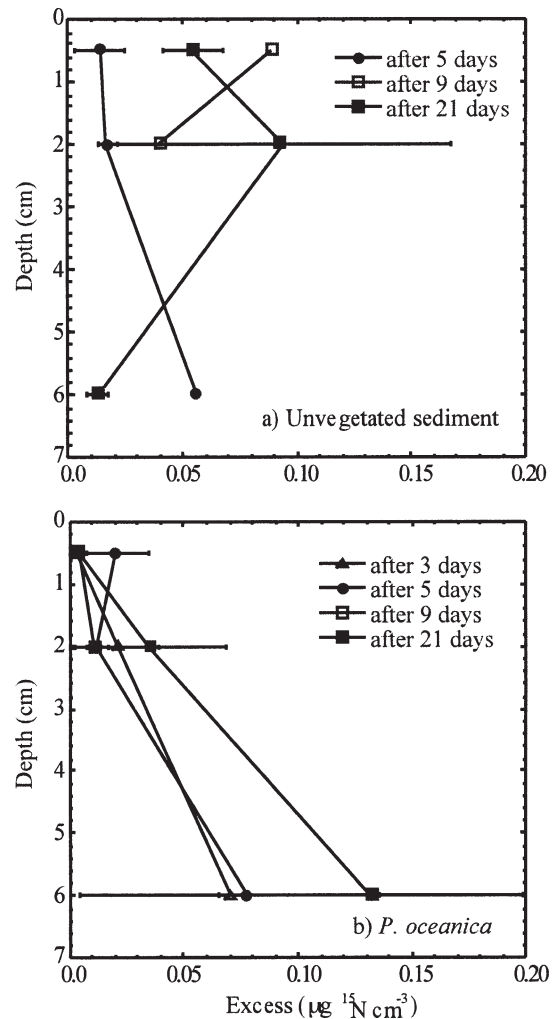 0
1
2
3
4
5
6
7
Depth (cm)
after 5 days
after 9 days
after 21 days
a) Unvegetated sediment
0.0 0.05 0.10 0.15 0.20
0
1
2
3
4
5
6
7
Depth (cm)
after 3 days
after 5 days
after 9 days
after 21 days
b) P. oceanica
0.0 0.05 0.10 0.15 0.20
Excess (µg ¹⁵N cm⁻³)